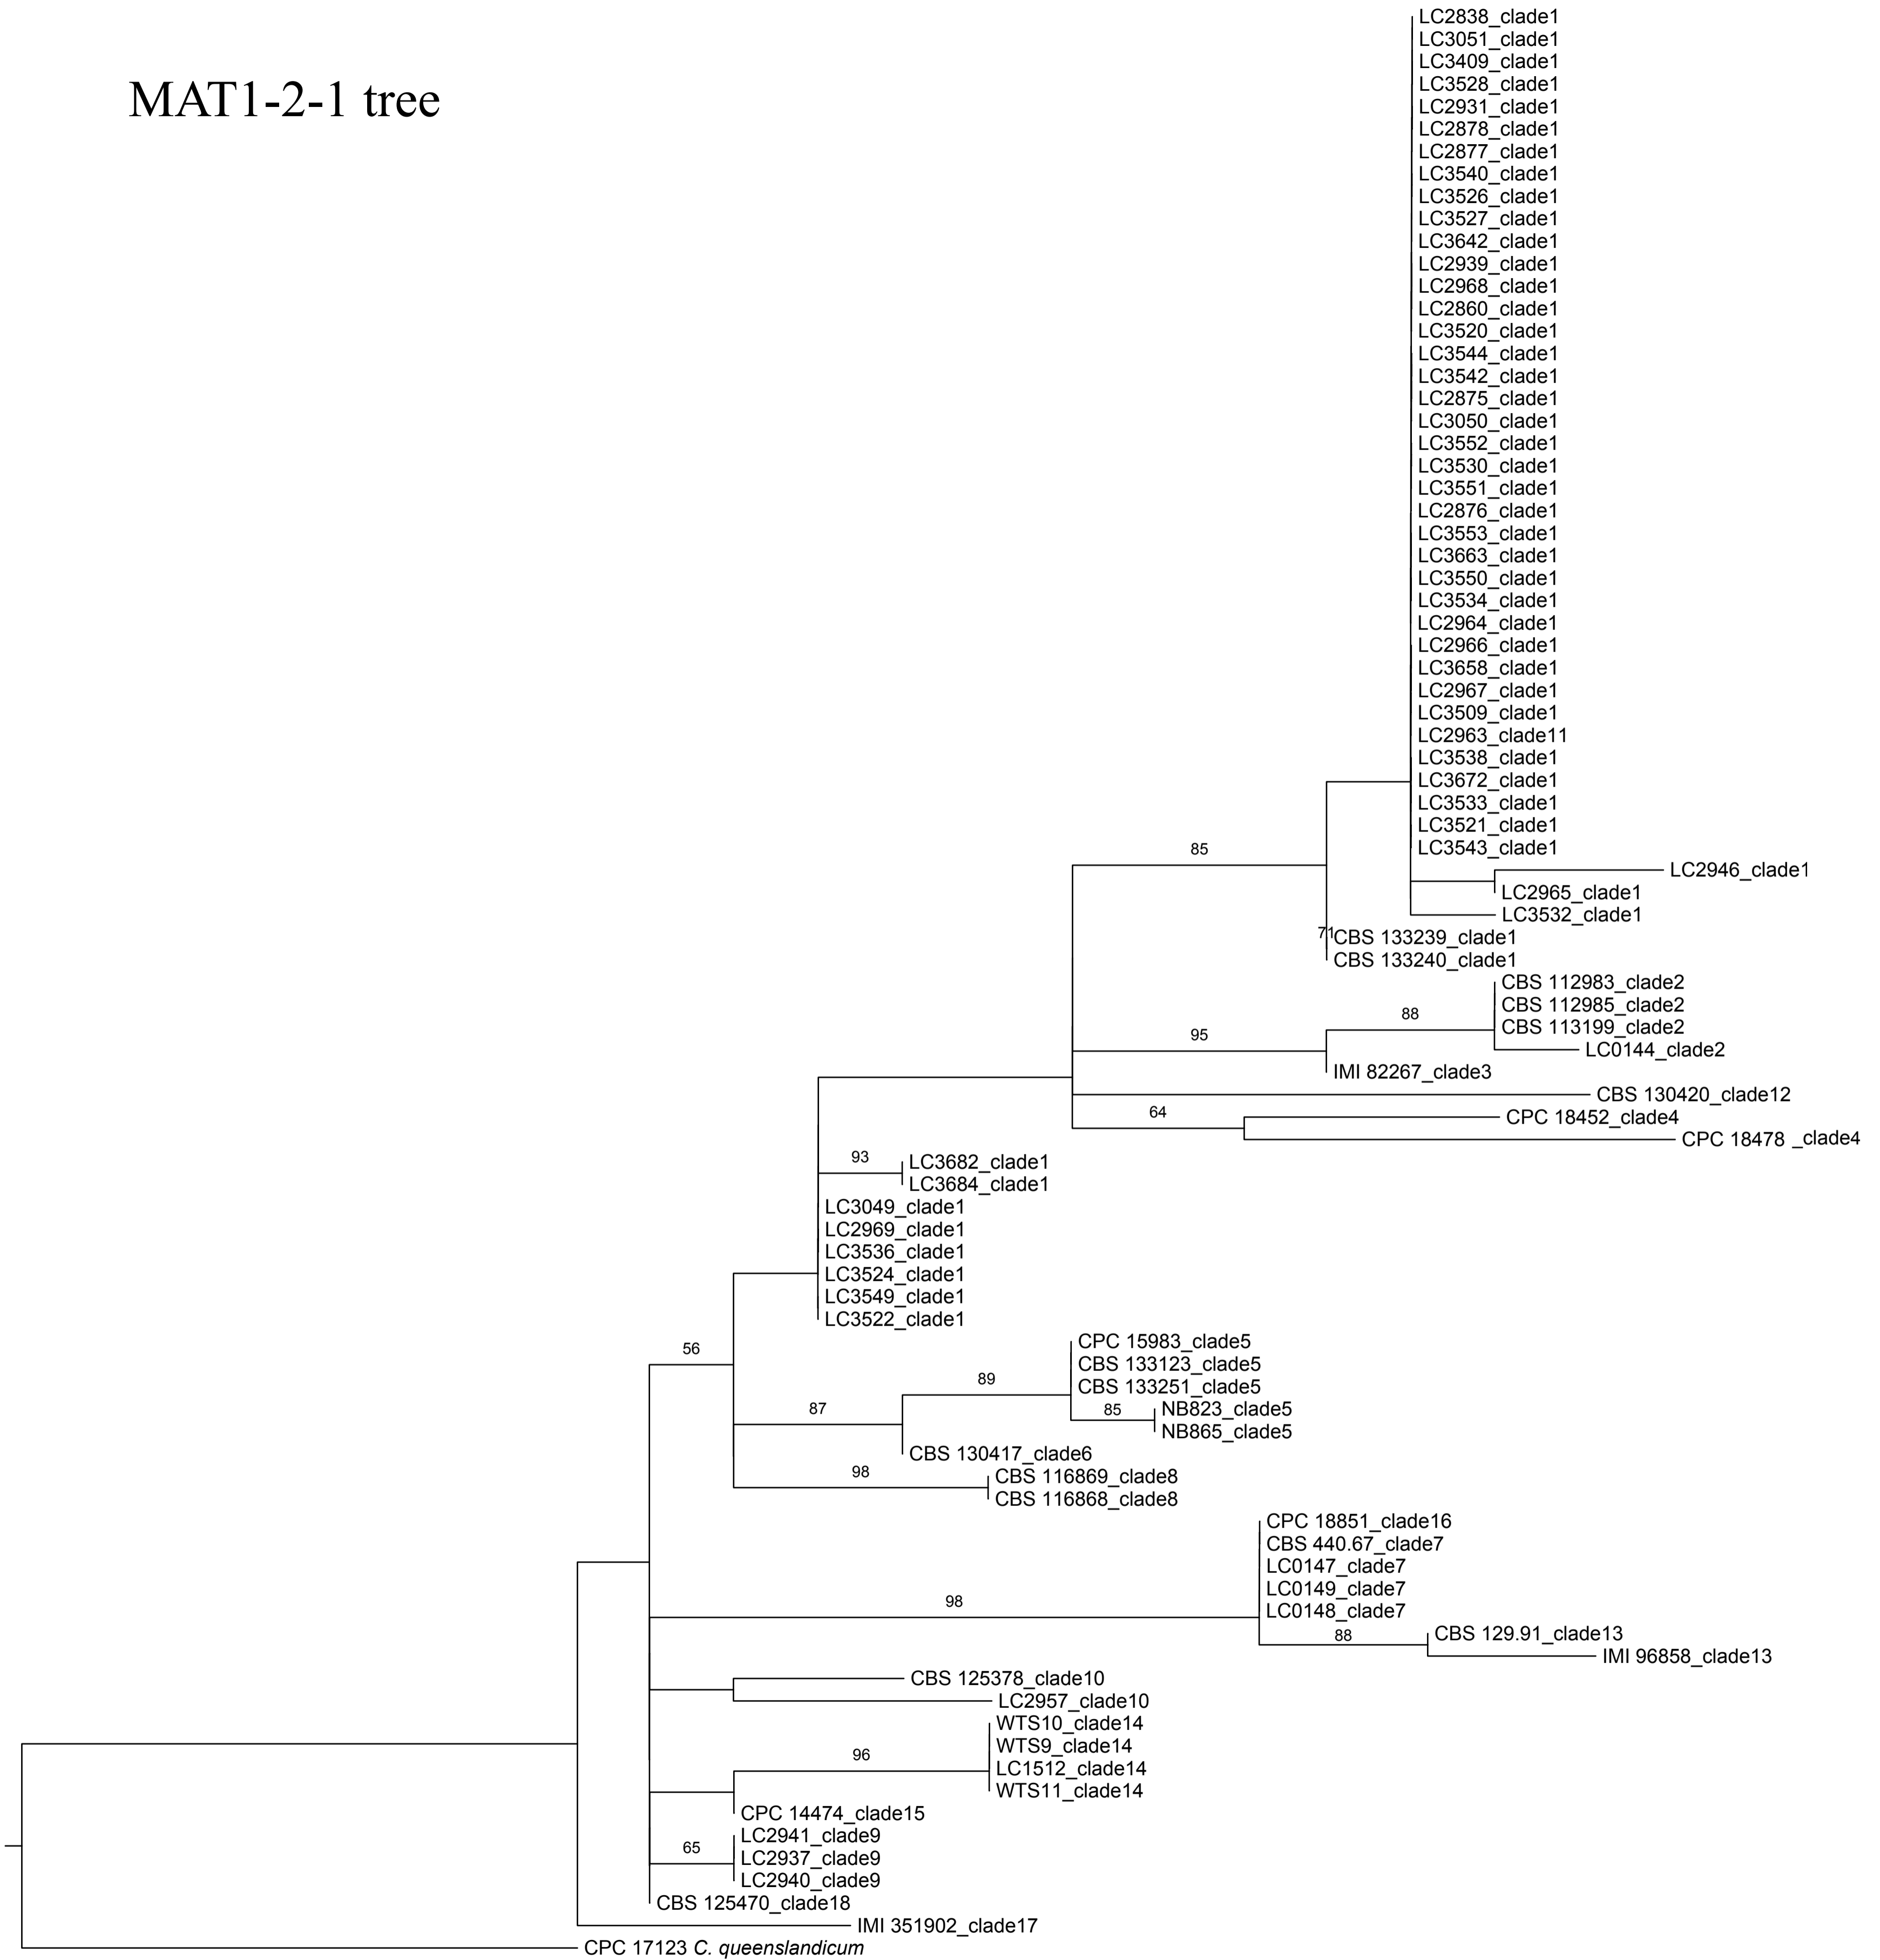 MAT1-2-1 tree
LC2838_clade1
LC3051_clade1
LC3409_clade1
LC3528_clade1
LC2931_clade1
LC2878_clade1
LC2877_clade1
LC3540_clade1
LC3526_clade1
LC3527_clade1
LC3642_clade1
LC2939_clade1
LC2968_clade1
LC2860_clade1
LC3520_clade1
LC3544_clade1
LC3542_clade1
LC2875_clade1
LC3050_clade1
LC3552_clade1
LC3530_clade1
LC3551_clade1
LC2876_clade1
LC3553_clade1
LC3663_clade1
LC3550_clade1
LC3534_clade1
LC2964_clade1
LC2966_clade1
LC3658_clade1
LC2967_clade1
LC3509_clade1
LC2963_clade11
LC3538_clade1
LC3672_clade1
LC3533_clade1
LC3521_clade1
LC3543_clade1
85
LC2946_clade1
LC2965_clade1
LC3532_clade1
71
CBS 133239_clade1
CBS 133240_clade1
CBS 112983_clade2
CBS 112985_clade2
88
CBS 113199_clade2
95
LC0144_clade2
IMI 82267_clade3
CBS 130420_clade12
64
CPC 18452_clade4
CPC 18478 _clade4
93
LC3682_clade1
LC3684_clade1
LC3049_clade1
LC2969_clade1
LC3536_clade1
LC3524_clade1
LC3549_clade1
LC3522_clade1
56
CPC 15983_clade5
CBS 133123_clade5
89
CBS 133251_clade5
87
85
NB823_clade5
NB865_clade5
CBS 130417_clade6
98
CBS 116869_clade8
CBS 116868_clade8
CPC 18851_clade16
CBS 440.67_clade7
LC0147_clade7
LC0149_clade7
98
LC0148_clade7
88
CBS 129.91_clade13
IMI 96858_clade13
CBS 125378_clade10
LC2957_clade10
WTS10_clade14
WTS9_clade14
96
LC1512_clade14
WTS11_clade14
CPC 14474_clade15
65
LC2941_clade9
LC2937_clade9
LC2940_clade9
CBS 125470_clade18
IMI 351902_clade17
CPC 17123 C. queenslandicum